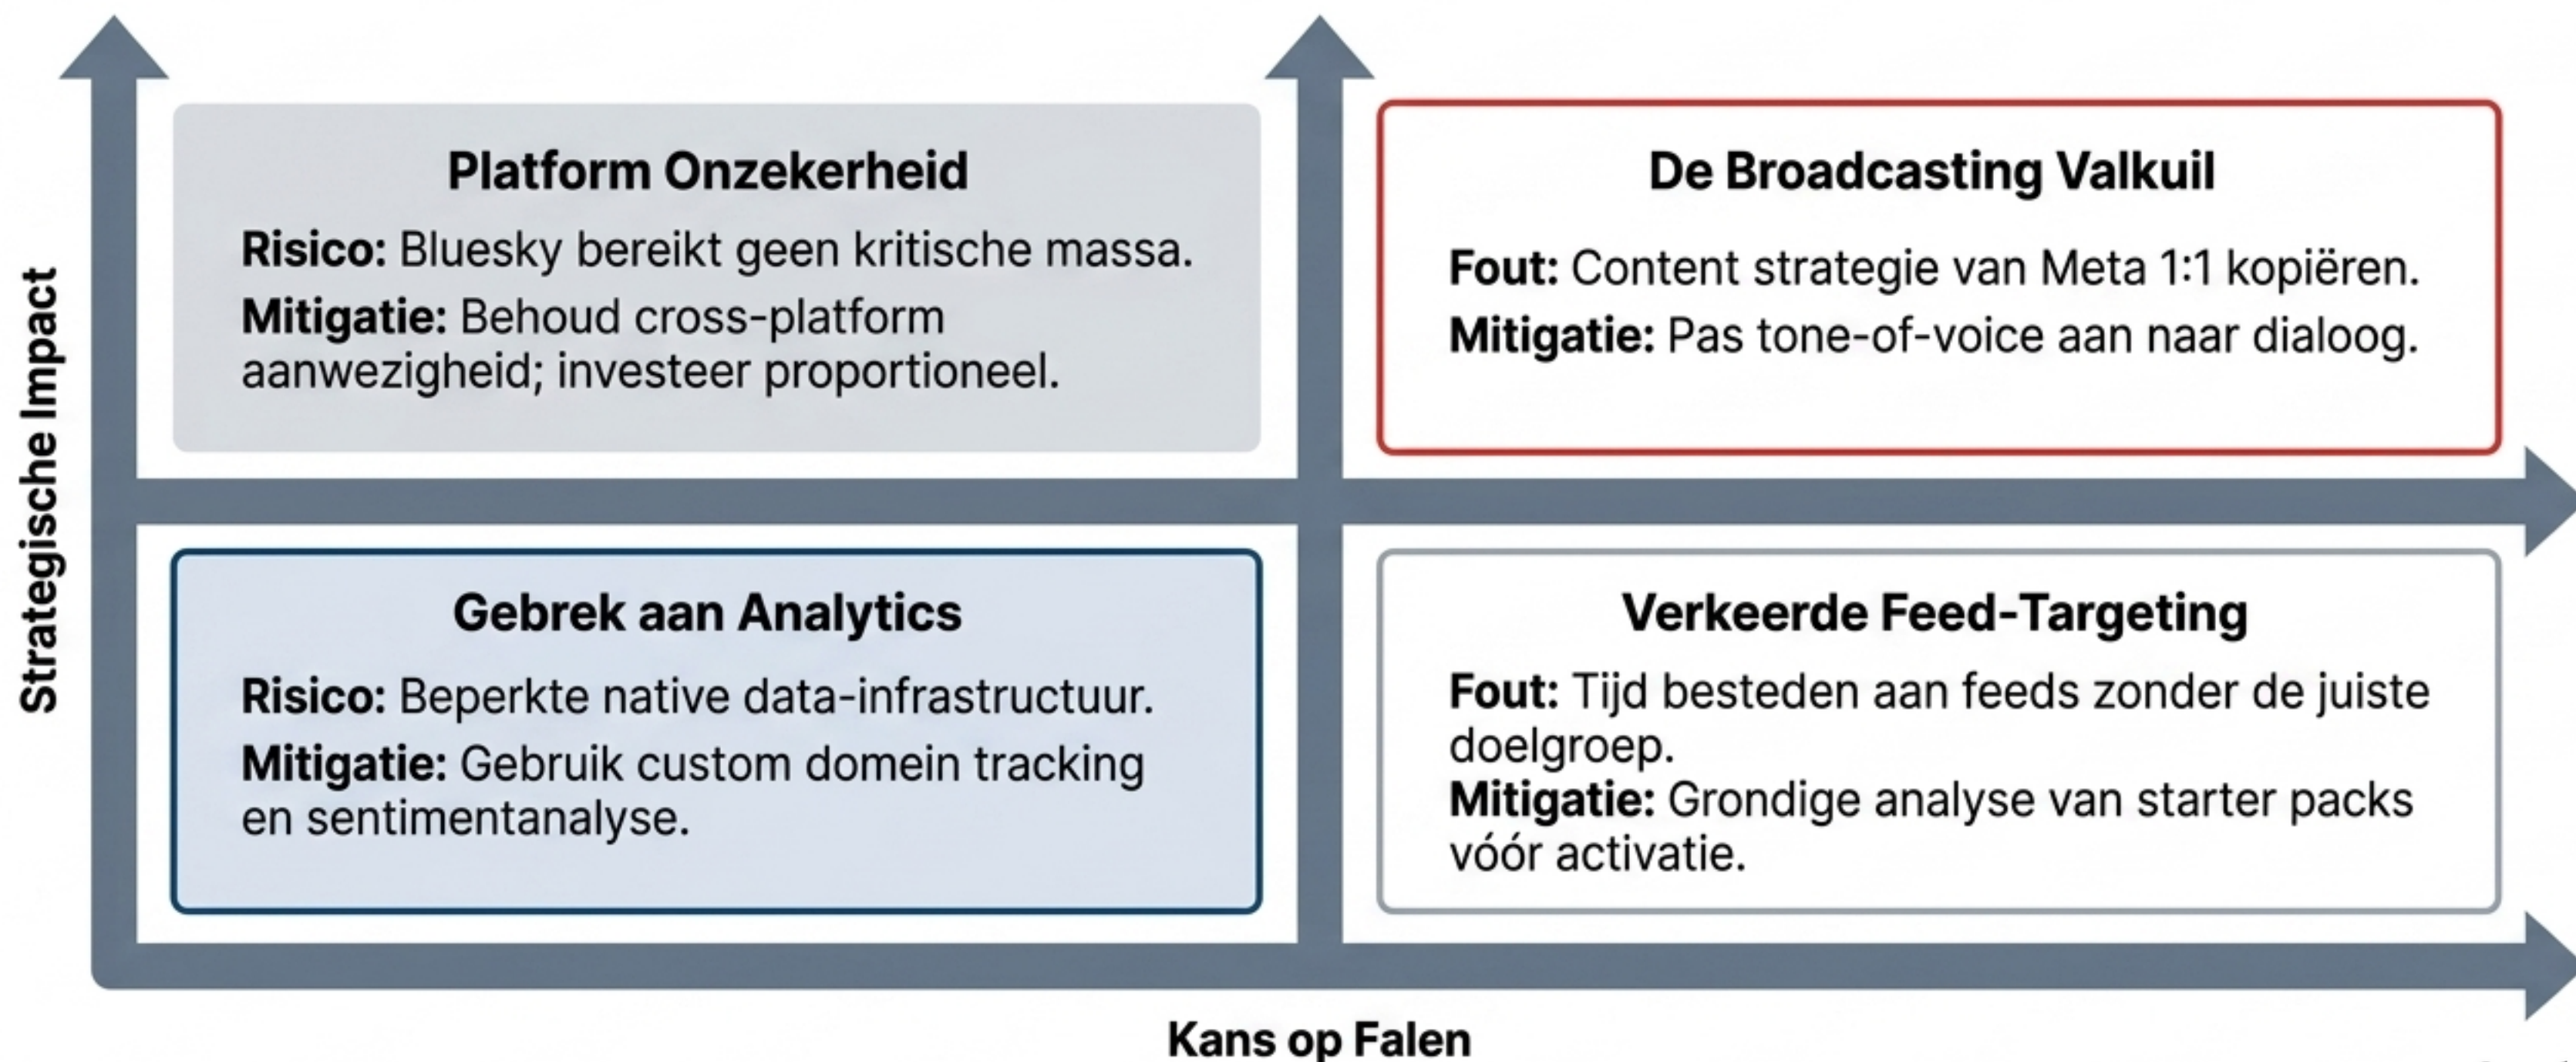 Strategische Impact
Platform Onzekerheid
Risico: Bluesky bereikt geen kritische massa.
Mitigatie: Behoud cross-platform
aanwezigheid; investeer proportioneel.
De Broadcasting Valkuil
Fout: Content strategie van Meta 1:1 kopiëren.
Mitigatie: Pas tone-of-voice aan naar dialoog.
Gebrek aan Analytics
Risico: Beperkte native data-infrastructuur.
Mitigatie: Gebruik custom domein tracking
en sentimentanalyse.
Verkeerde Feed-Targeting
Fout: Tijd besteden aan feeds zonder de juiste
doelgroep.
Mitigatie: Grondige analyse van starter packs
vóór activatie.
Kans op Falen